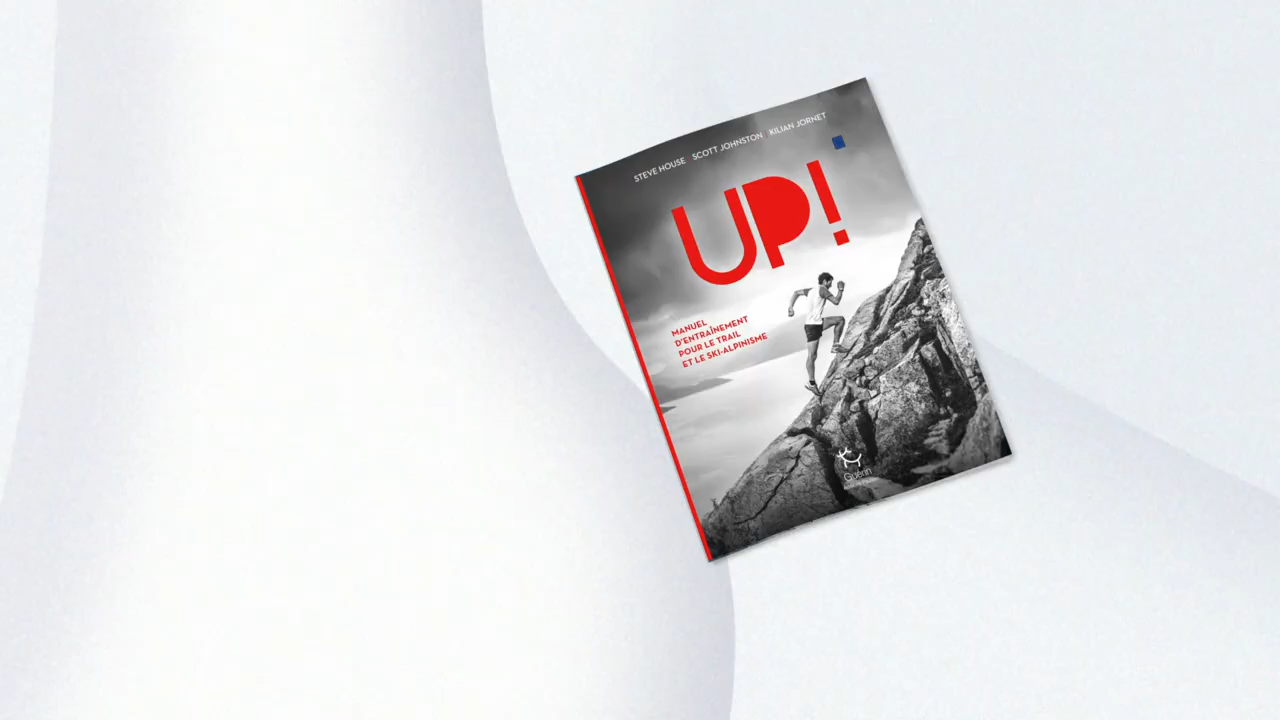 STEVE HOUSE SCOTT JOHNSTON KILIAN JORNET
UP!
MANUEL
D'ENTRAÎNEMENT
POUR LE TRAIL
ET LE SKI-ALPINISME
Guérin